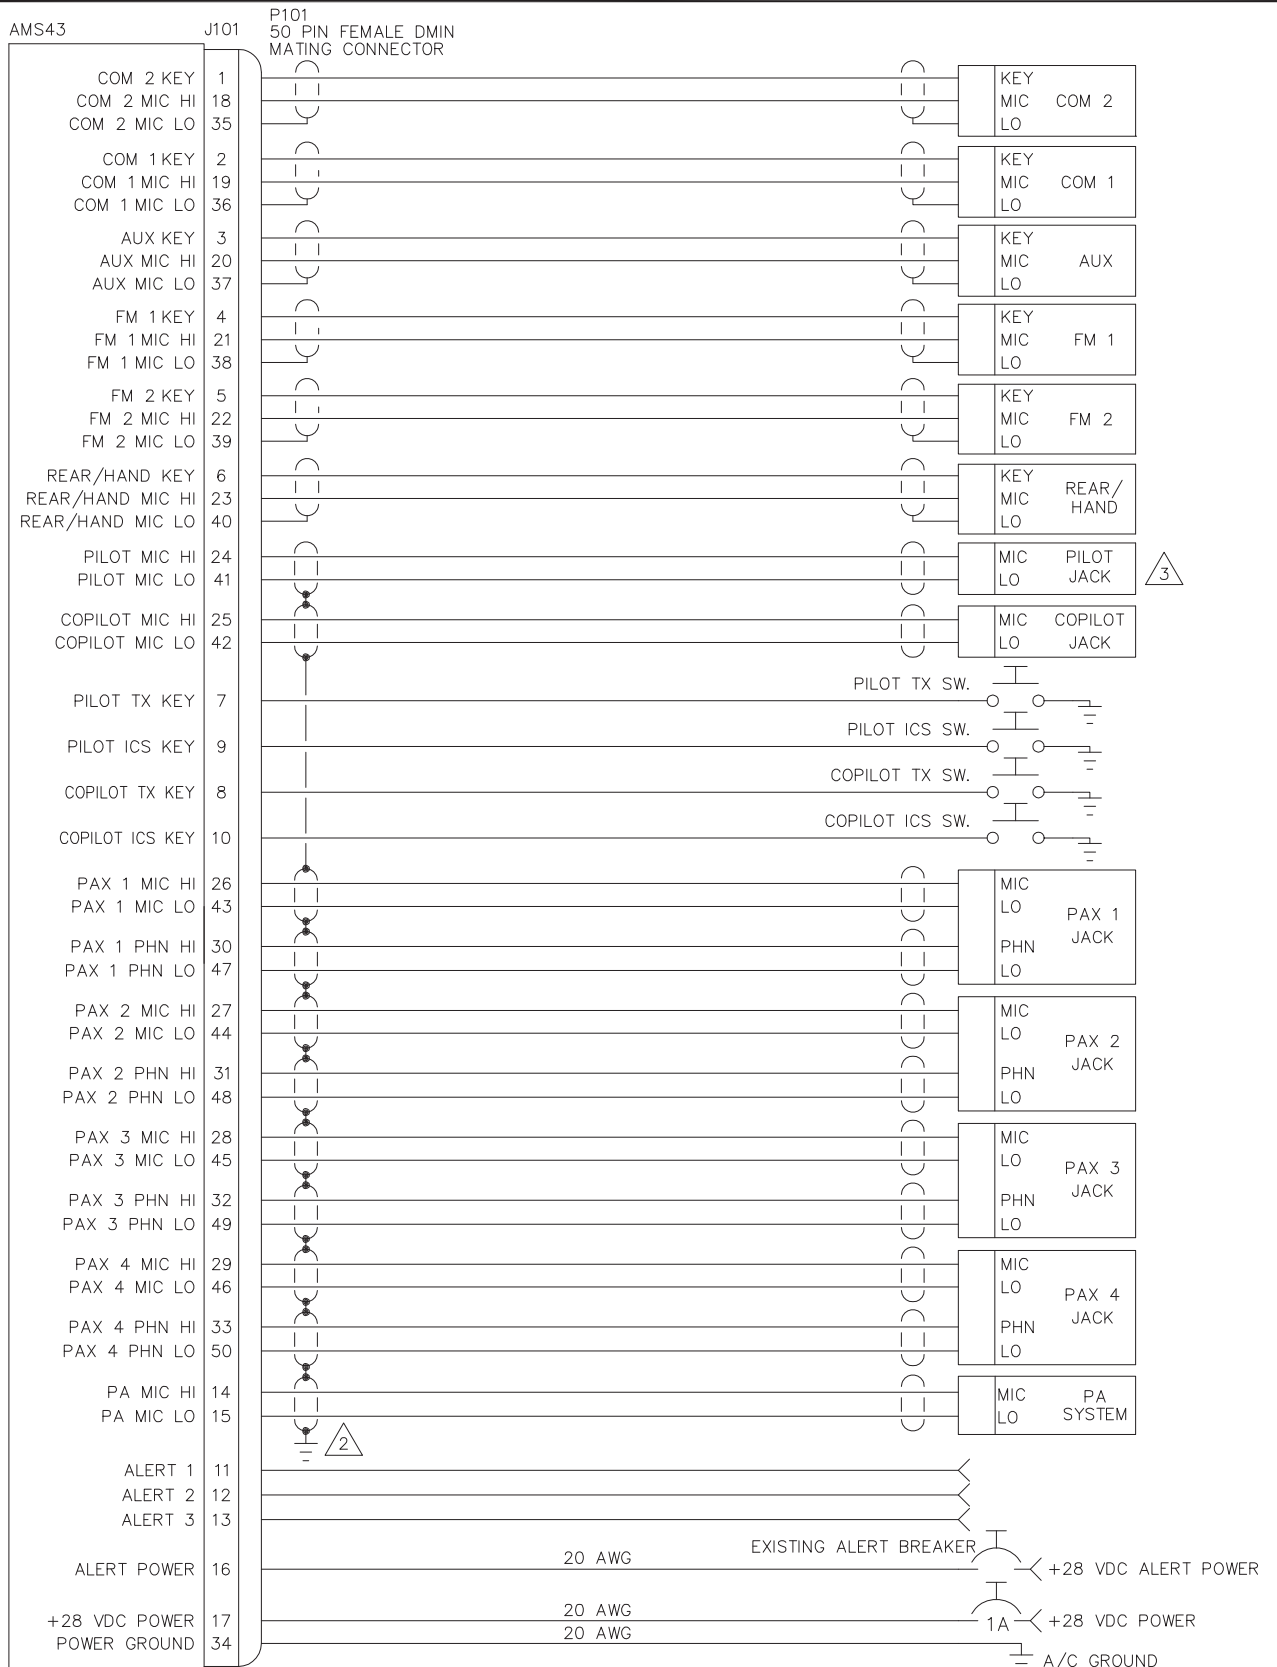 AMS43 J101 P101
50 PIN FEMALE DMIN
MATING CONNECTOR
COM 2 KEY 1 KEY
COM 2 MIC HI 18 MIC COM 2
COM 2 MIC LO 35 LO
COM 1 KEY 2 KEY
COM 1 MIC HI 19 MIC COM 1
COM 1 MIC LO 36 LO
AUX KEY 3 KEY
AUX MIC HI 20 MIC AUX
AUX MIC LO 37 LO
FM 1 KEY 4 KEY
FM 1 MIC HI 21 MIC FM 1
FM 1 MIC LO 38 LO
FM 2 KEY 5 KEY
FM 2 MIC HI 22 MIC FM 2
FM 2 MIC LO 39 LO
REAR/HAND KEY 6 KEY
REAR/HAND MIC HI 23 MIC REAR/
HAND
REAR/HAND MIC LO 40 LO
PILOT MIC HI 24 MIC PILOT
PILOT MIC LO 41 LO JACK 3
COPILOT MIC HI 25 MIC COPILOT
COPILOT MIC LO 42 LO JACK
PILOT TX SW.
PILOT TX KEY 7
PILOT ICS SW.
PILOT ICS KEY 9
COPILOT TX SW.
COPILOT TX KEY 8
COPILOT ICS SW.
COPILOT ICS KEY 10
PAX 1 MIC HI 26 MIC
PAX 1 MIC LO 43 LO
PAX 1
JACK
PAX 1 PHN HI 30 PHN
PAX 1 PHN LO 47 LO
PAX 2 MIC HI 27 MIC
PAX 2 MIC LO 44 LO
PAX 2
JACK
PAX 2 PHN HI 31 PHN
PAX 2 PHN LO 48 LO
PAX 3 MIC HI 28 MIC
PAX 3 MIC LO 45 LO
PAX 3
JACK
PAX 3 PHN HI 32 PHN
PAX 3 PHN LO 49 LO
PAX 4 MIC HI 29 MIC
PAX 4 MIC LO 46 LO
PAX 4
JACK
PAX 4 PHN HI 33 PHN
PAX 4 PHN LO 50 LO
PA MIC HI 14 MIC PA
PA MIC LO 15 LO SYSTEM
2
ALERT 1 11
ALERT 2 12
ALERT 3 13
20 AWG EXISTING ALERT BREAKER
ALERT POWER 16 +28 VDC ALERT POWER
20 AWG
+28 VDC POWER 17 1A +28 VDC POWER
20 AWG
POWER GROUND 34
A/C GROUND